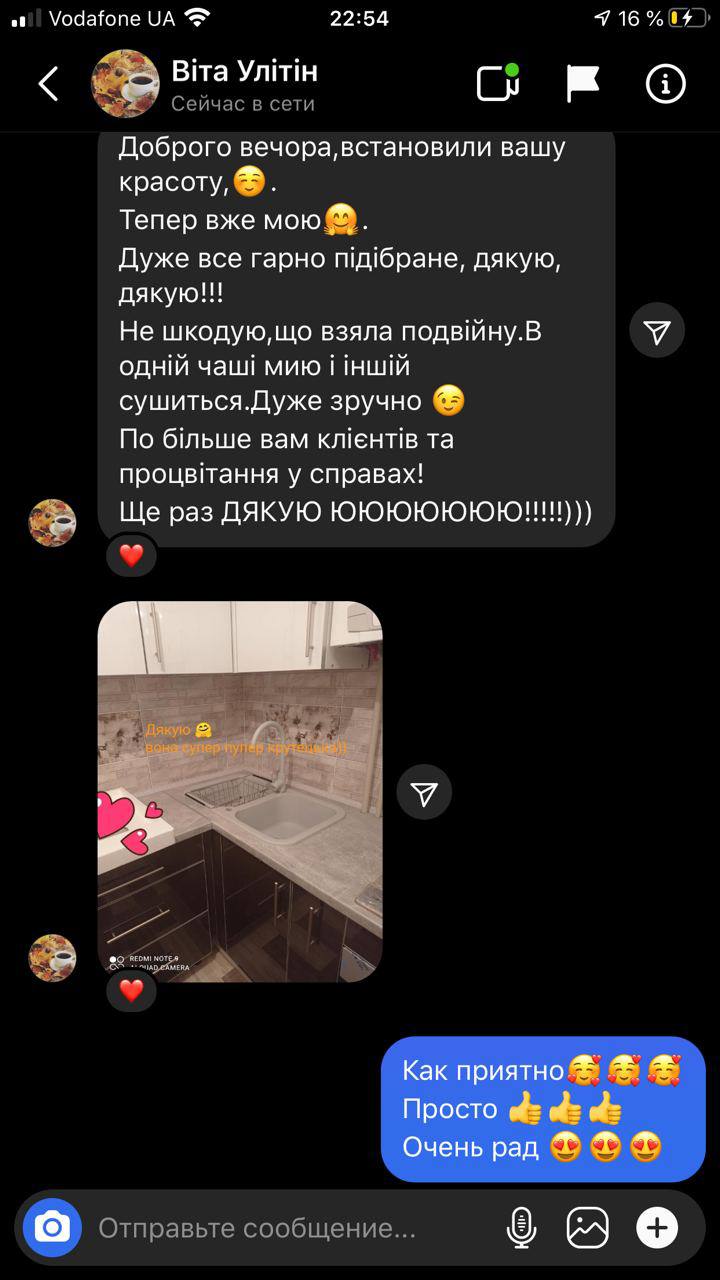 Vodafone UA
22:54
16 %
Віта Улітін
Сейчас в сети
Доброго вечора,встановили вашу
красоту,☺️.
Тепер вже мою🤗.
Дуже все гарно підібране, дякую,
дякую!!!
Не шкодую,що взяла подвійну.В
одній чаші мию і іншій
сушиться.Дуже зручно 😉
По більше вам клієнтів та
процвітання у справах!
Ще раз ДЯКУЮ ЮЮЮЮЮЮЮ!!!!!)))
Дякую 🤗
вона супер пупер крутецька))
REDMI NOTE 9
AI QUAD CAMERA
Как приятно🥰🥰🥰
Просто 👍👍👍
Очень рад 😍😍😍
Отправьте сообщение...